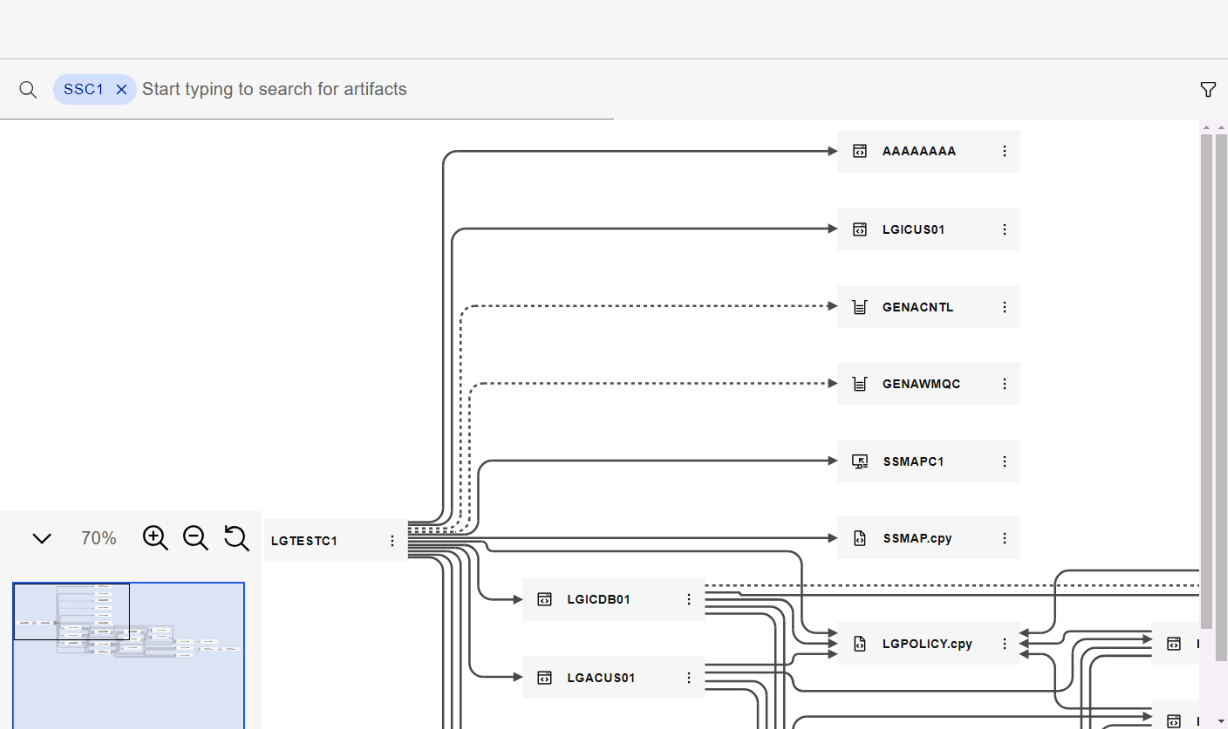 SSC1 Start typing to search for artifacts
AAAAAAAA
LGICUS01
GENACNTL
GENAWMQC
SSMAPC1
SSMAP.cpy
70%
LGTESTC1
LGICDB01
LGPOLICY.cpy
LGACUS01